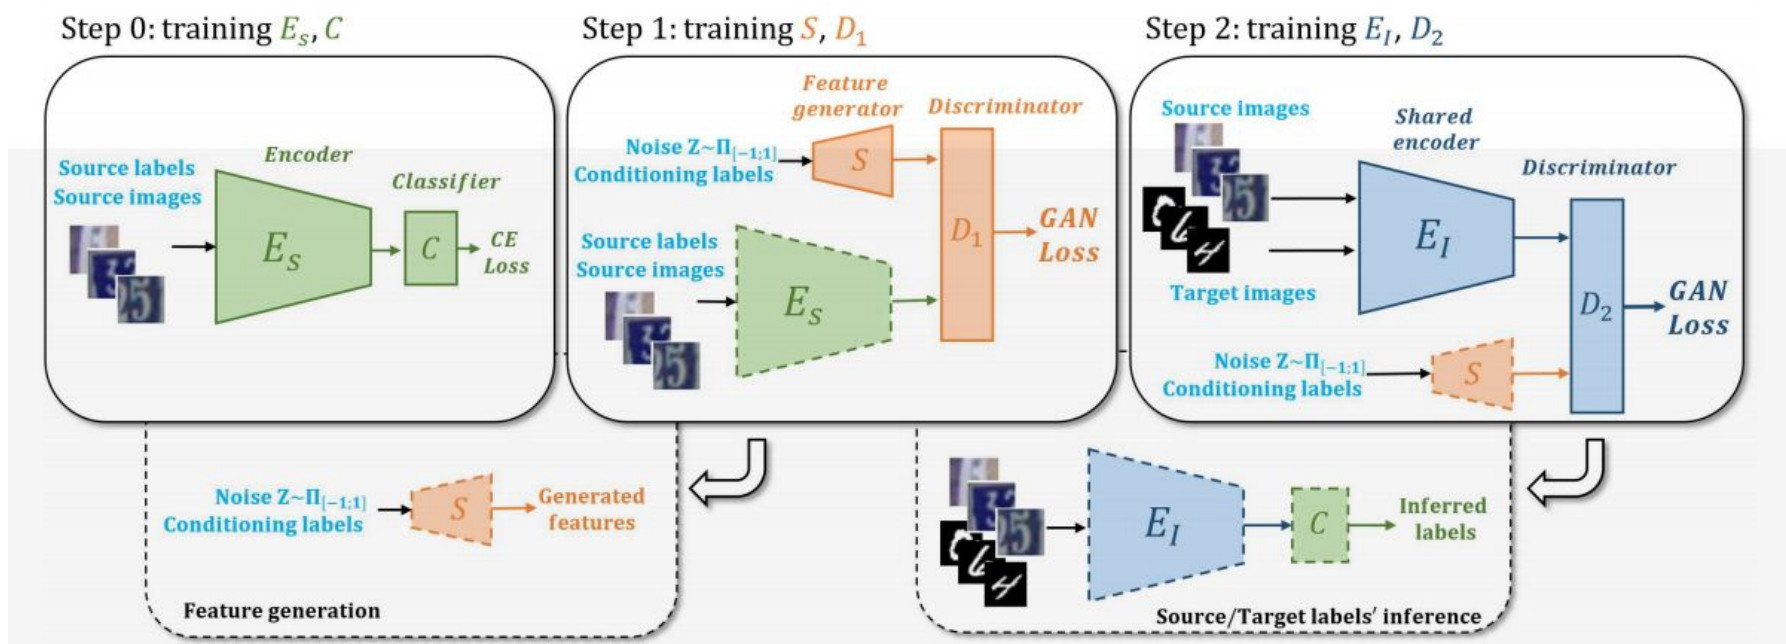 Step 0: training E_s, C
Source labels
Source images
Encoder
E_S
Classifier
C
CE
Loss
Step 1: training S, D_1
Feature
generator
Discriminator
Noise Z~Π_[−1;1]
Conditioning labels
S
D_1
GAN
Loss
Source labels
Source images
E_S
Step 2: training E_I, D_2
Source images
Shared
encoder
Discriminator
E_I
Target images
D_2
GAN
Loss
Noise Z~Π_[−1;1]
Conditioning labels
S
Noise Z~Π_[−1;1]
Conditioning labels
S
Generated
features
Feature generation
E_I
C
Inferred
labels
Source/Target labels' inference